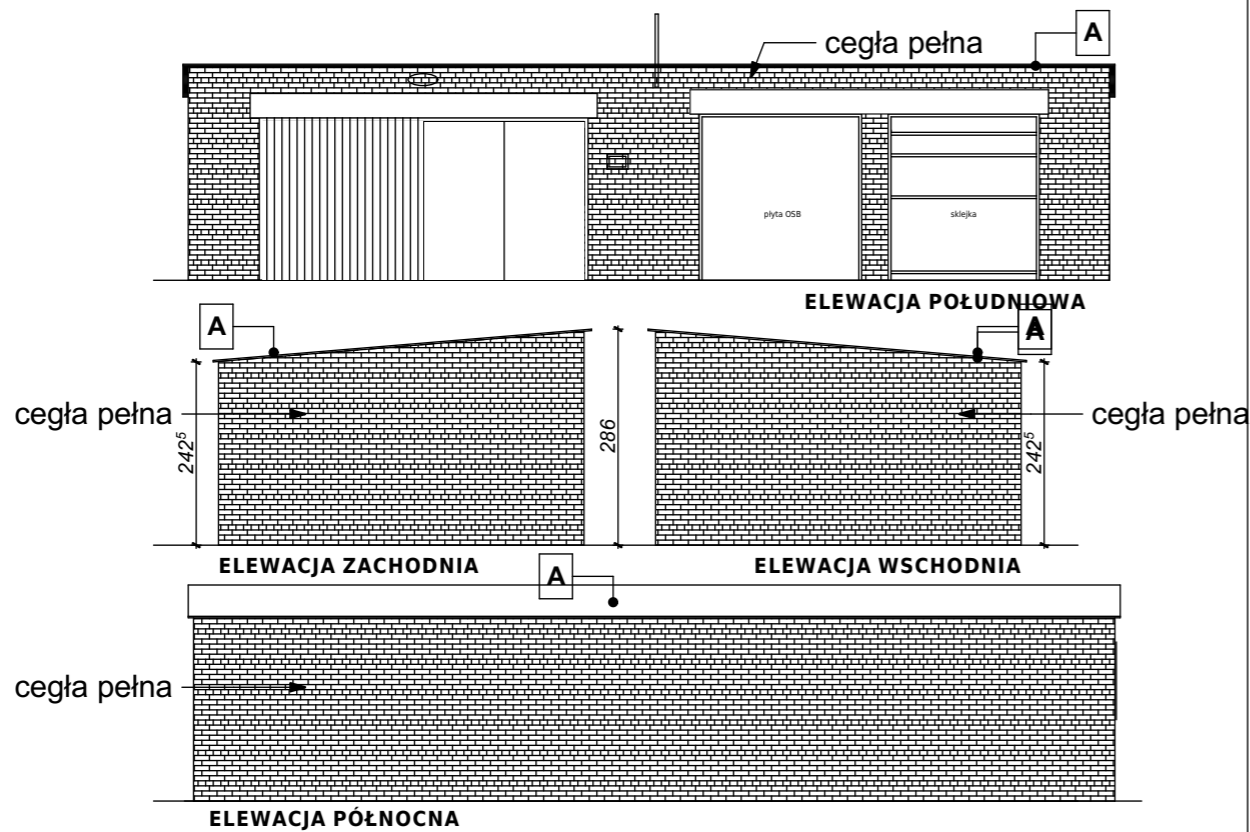 A
cegła pełna
płyta OSB
sklejka
ELEWACJA POŁUDNIOWA
A
A
A
cegła pełna
cegła pełna
242⁵
286
242⁵
ELEWACJA ZACHODNIA
ELEWACJA WSCHODNIA
A
cegła pełna
ELEWACJA PÓŁNOCNA